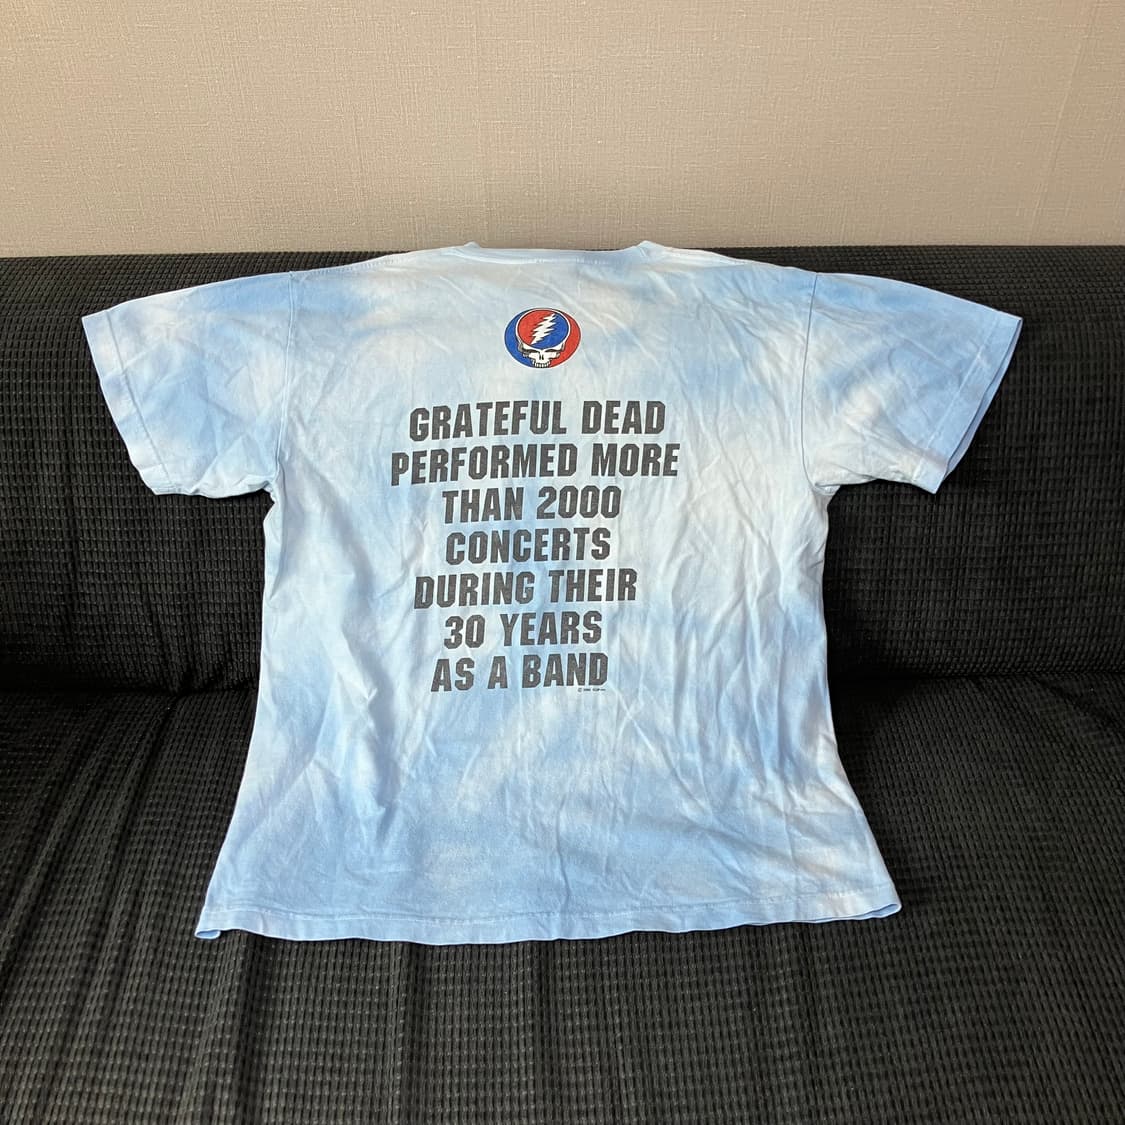 GRATEFUL DEAD
PERFORMED MORE
THAN 2000
CONCERTS
DURING THEIR
30 YEARS
AS A BAND